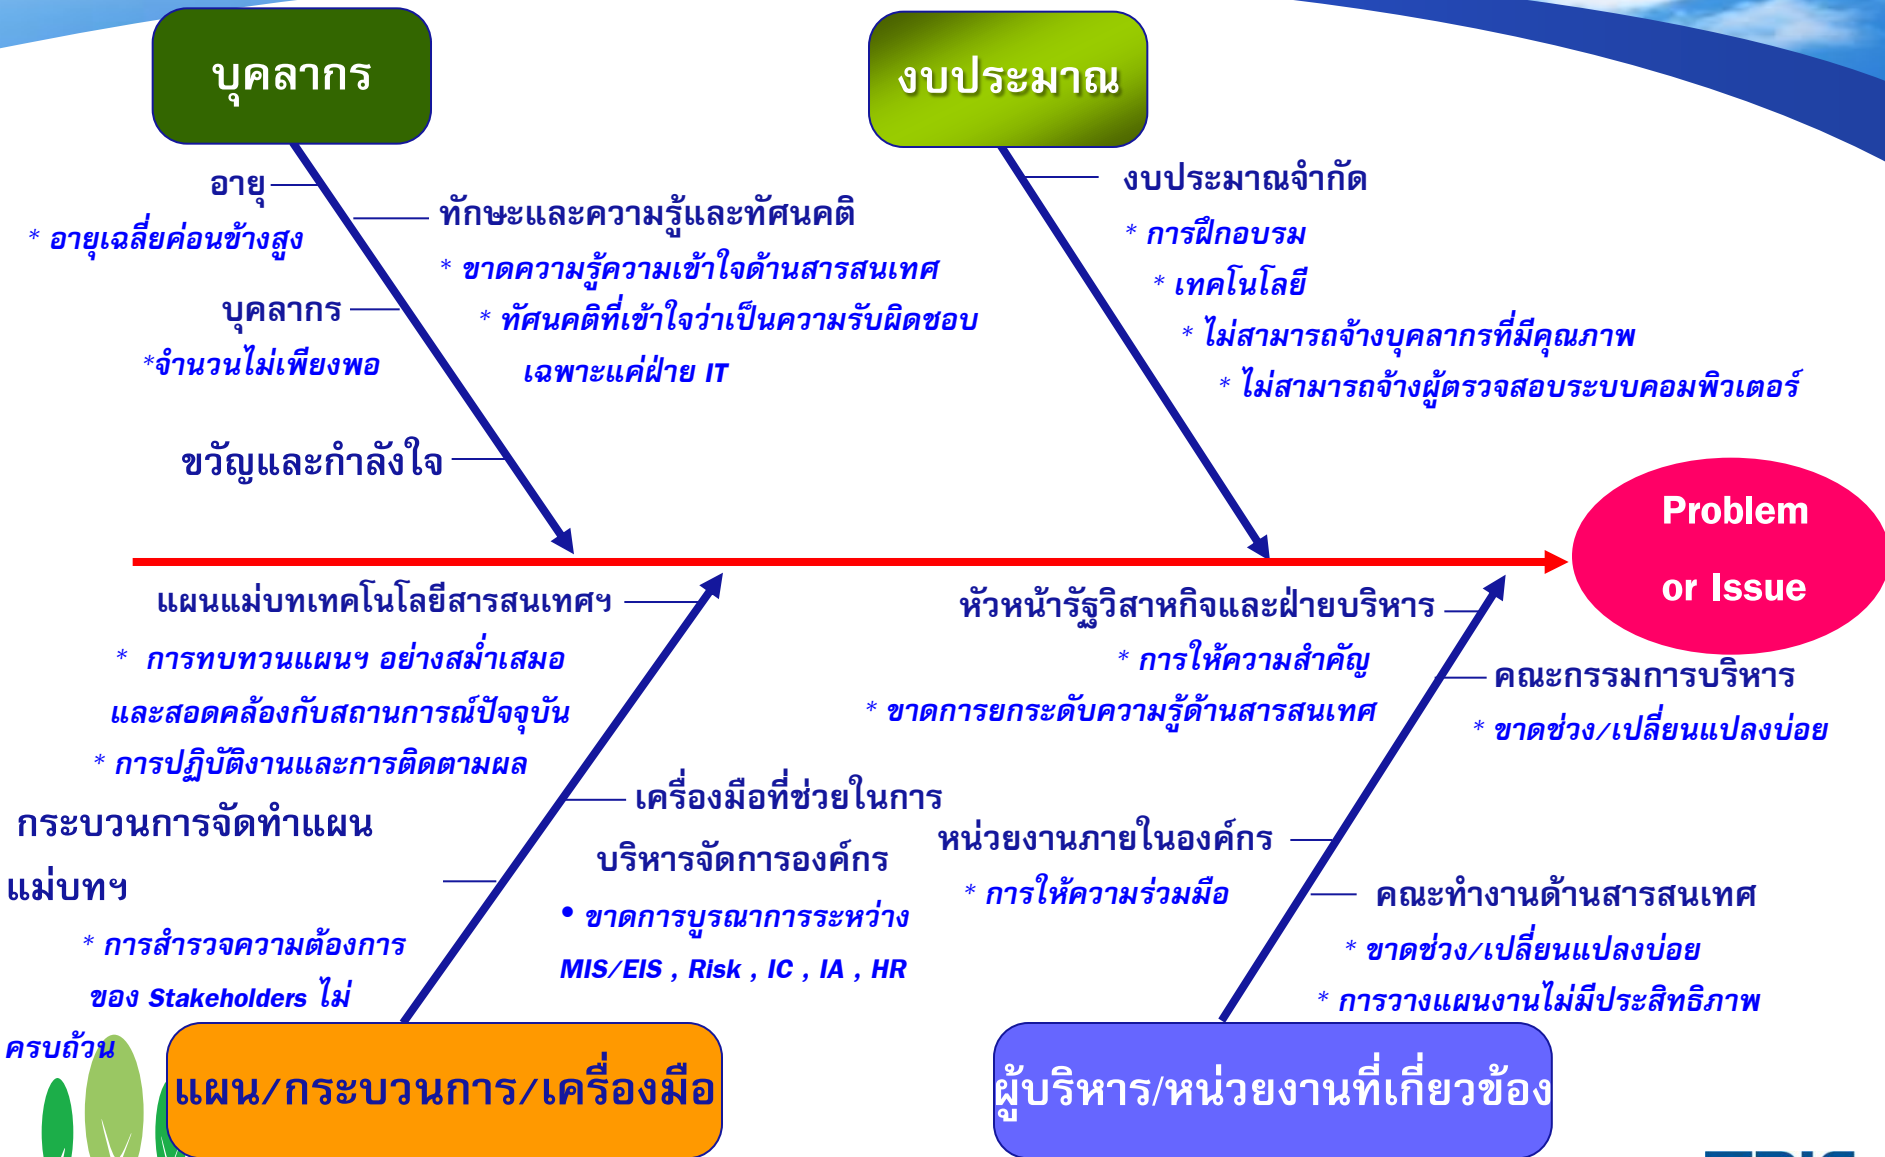 บุคลากร
งบประมาณ
อายุ
* อายุเฉลี่ยค่อนข้างสูง
บุคลากร
*จำนวนไม่เพียงพอ
ขวัญและกำลังใจ
ทักษะและความรู้และทัศนคติ
* ขาดความรู้ความเข้าใจด้านสารสนเทศ
* ทัศนคติที่เข้าใจว่าเป็นความรับผิดชอบ
เฉพาะแค่ฝ่าย IT
งบประมาณจำกัด
* การฝึกอบรม
* เทคโนโลยี
* ไม่สามารถจ้างบุคลากรที่มีคุณภาพ
* ไม่สามารถจ้างผู้ตรวจสอบระบบคอมพิวเตอร์
Problem
or Issue
แผนแม่บทเทคโนโลยีสารสนเทศฯ
* การทบทวนแผนฯ อย่างสม่ำเสมอ
และสอดคล้องกับสถานการณ์ปัจจุบัน
* การปฏิบัติงานและการติดตามผล
กระบวนการจัดทำแผน
แม่บทฯ
* การสำรวจความต้องการ
ของ Stakeholders ไม่
ครบถ้วน
เครื่องมือที่ช่วยในการ
บริหารจัดการองค์กร
• ขาดการบูรณาการระหว่าง
MIS/EIS , Risk , IC , IA , HR
หัวหน้ารัฐวิสาหกิจและฝ่ายบริหาร
* การให้ความสำคัญ
* ขาดการยกระดับความรู้ด้านสารสนเทศ
หน่วยงานภายในองค์กร
* การให้ความร่วมมือ
คณะกรรมการบริหาร
* ขาดช่วง/เปลี่ยนแปลงบ่อย
คณะทำงานด้านสารสนเทศ
* ขาดช่วง/เปลี่ยนแปลงบ่อย
* การวางแผนงานไม่มีประสิทธิภาพ
แผน/กระบวนการ/เครื่องมือ
ผู้บริหาร/หน่วยงานที่เกี่ยวข้อง